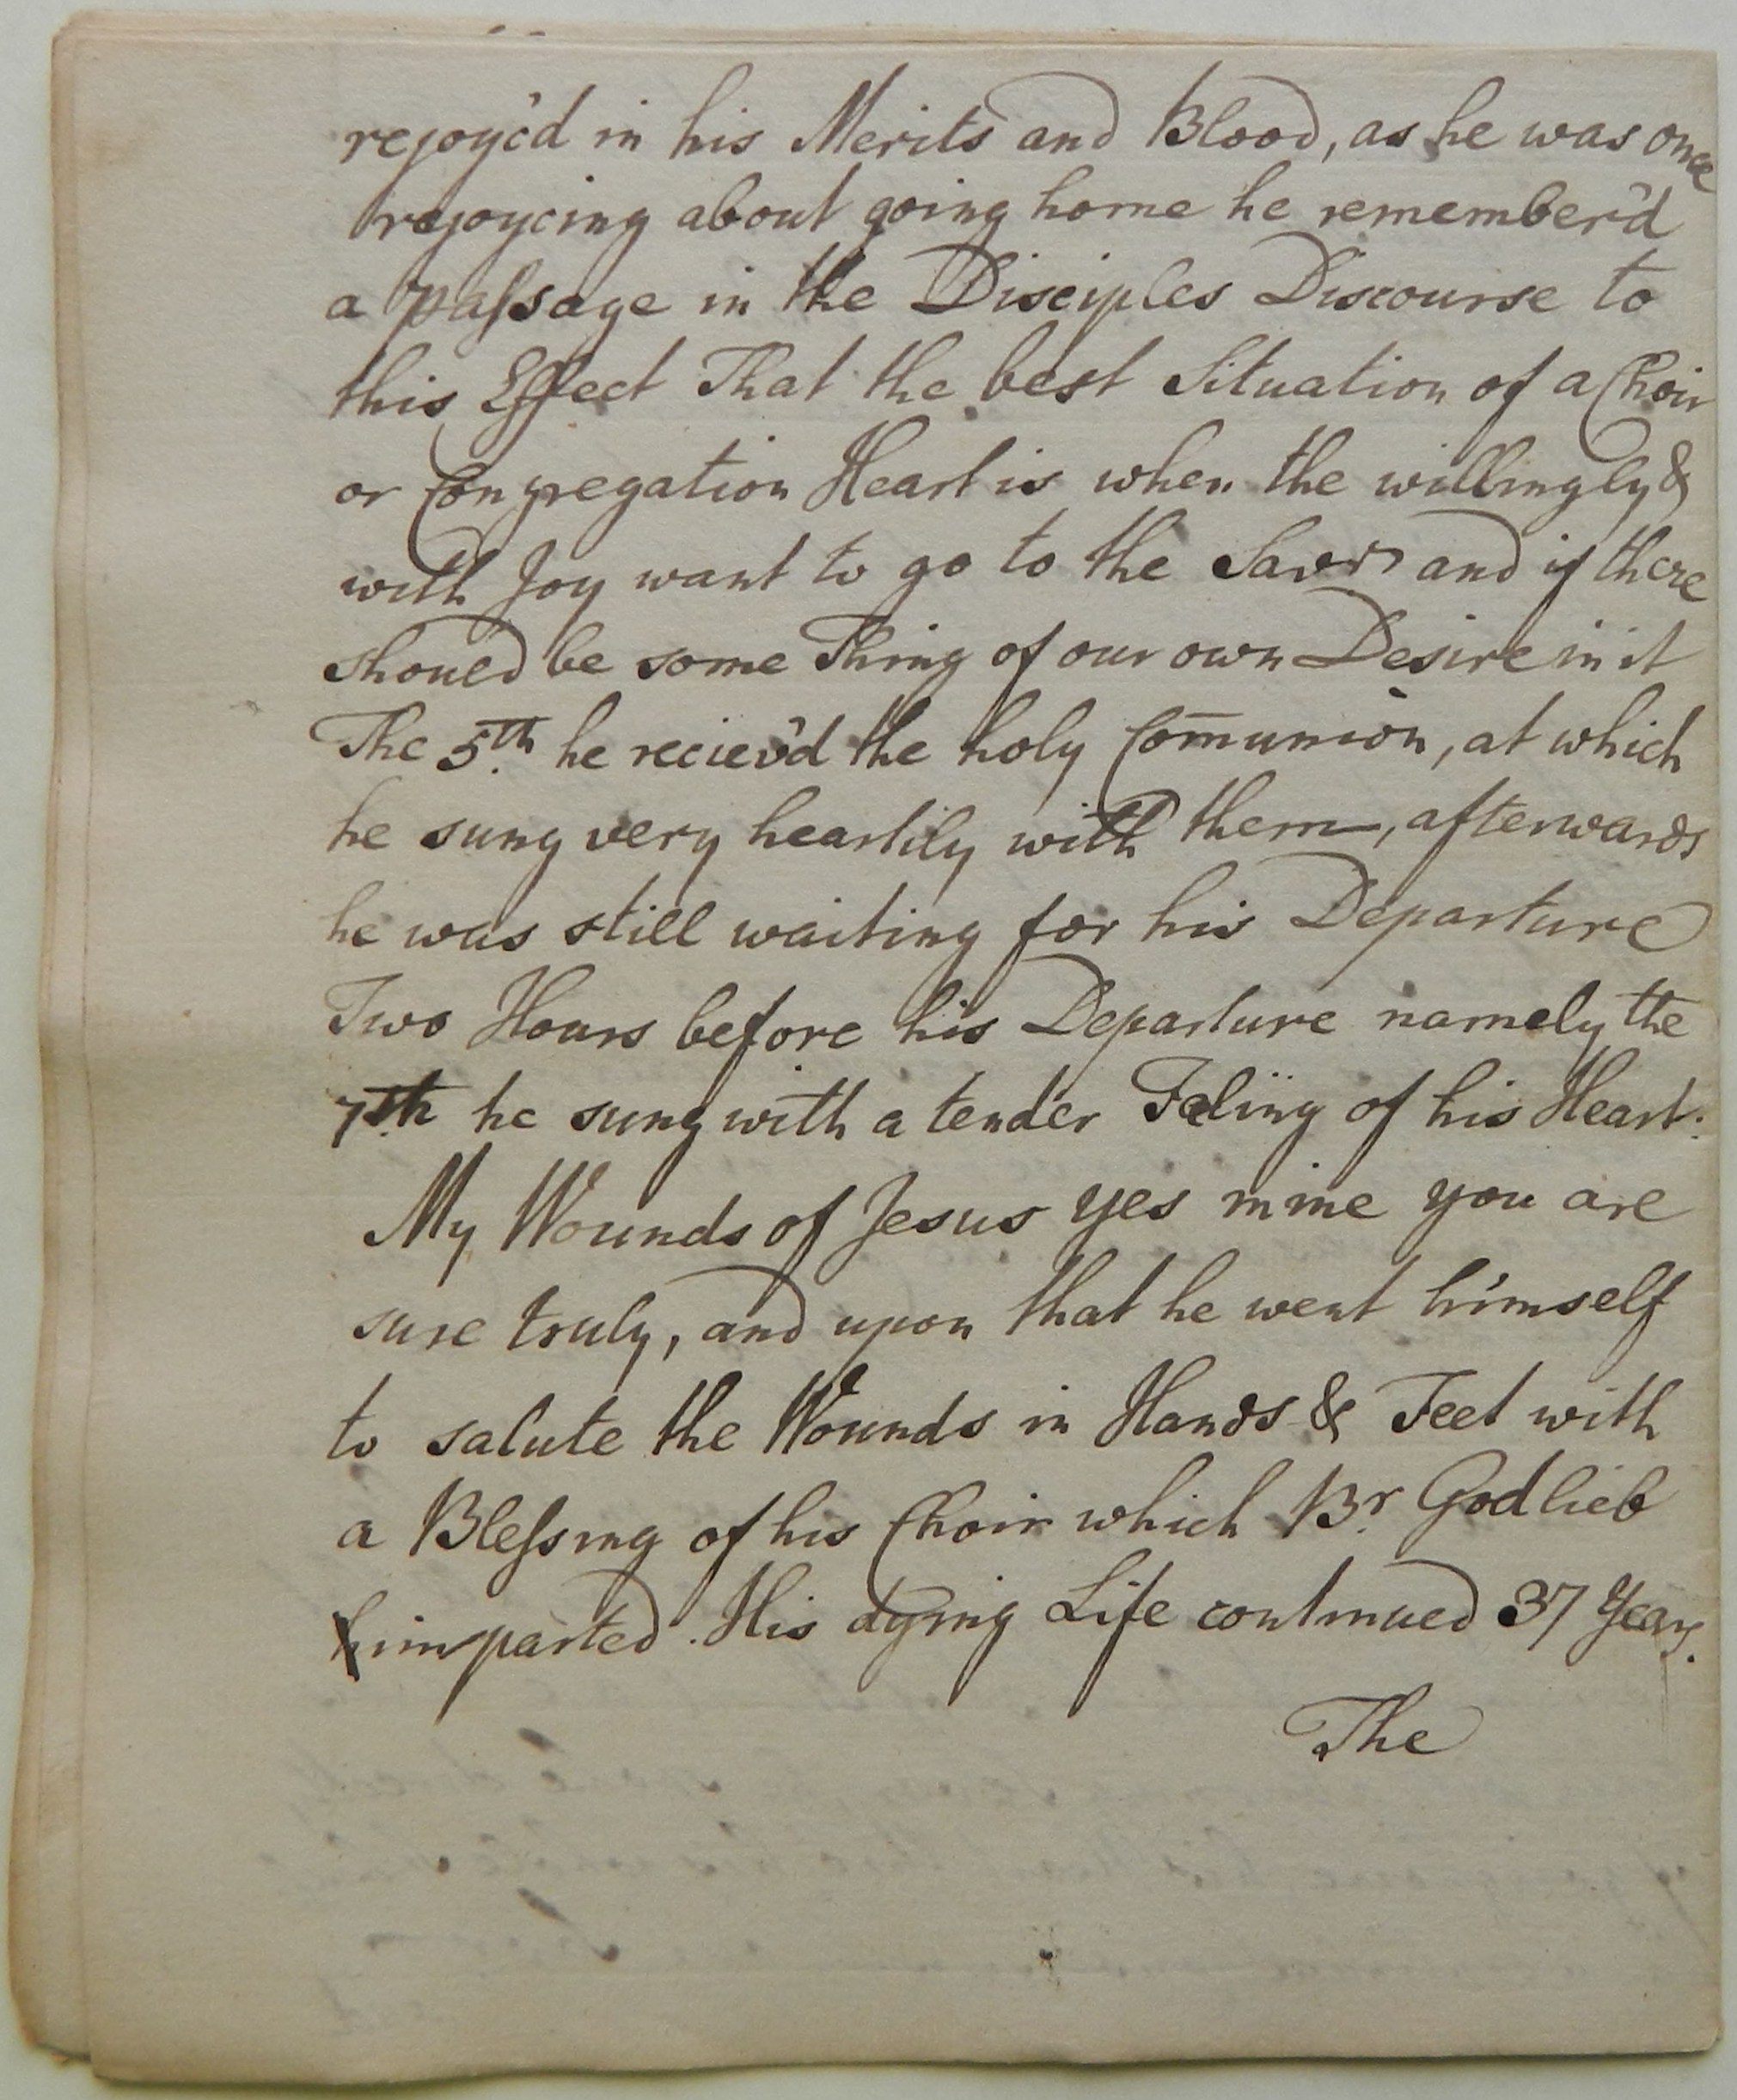 rejoyc'd in his Merits and Blood, as he was once
rejoycing about going home he remember'd
a passage in the Disciples Discourse to
this Effect That the best Situation of a Choir
or Congregation Heart is when the willingly &
with Joy want to go to the Savr and if there
should be some Thing of our own Desire in it
The 5th he reciev'd the holy Com̅union, at which
he sung very heartily with them, afterwards
he was still waiting for his Departure
Two Hours before his Departure namely the
7th he sung with a tender Feling of his Heart:
My Wounds of Jesus yes mine you are
sure truly, and upon that he went himself
to salute the Wounds in Hands & Feet with
a Blessing of his Choir which Br. Godlieb
imparted. His dying Life continued 37 Years.
The